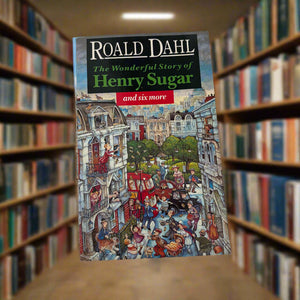 ROALD DAHL
The Wonderful Story of
Henry Sugar
and six more